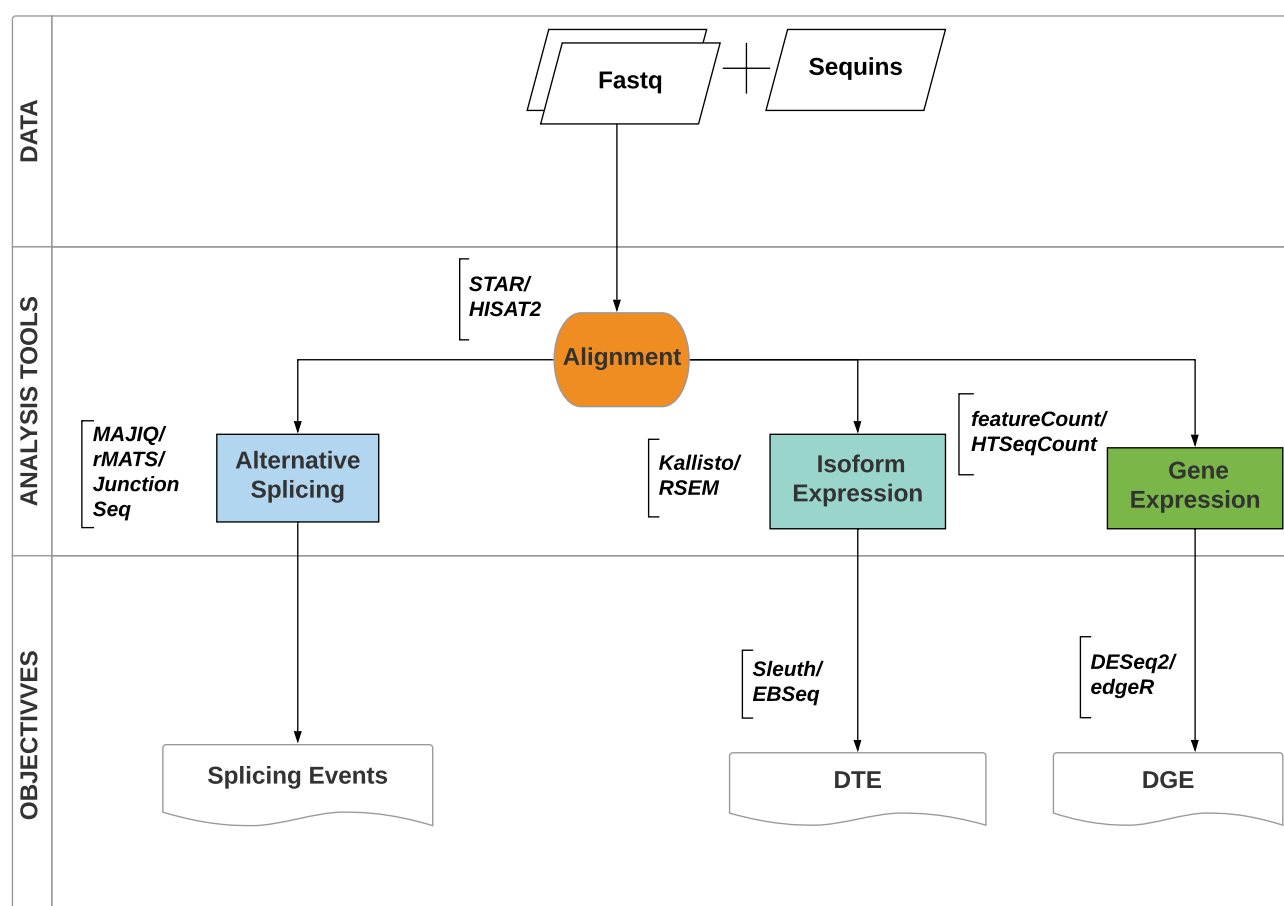 DATA
Fastq
Sequins
ANALYSIS TOOLS
STAR/
HISAT2
Alignment
MAJIQ/
rMATS/
Junction
Seq
Alternative
Splicing
Kallisto/
RSEM
Isoform
Expression
featureCount/
HTSeqCount
Gene
Expression
OBJECTIVVES
Sleuth/
EBSeq
DESeq2/
edgeR
Splicing Events
DTE
DGE